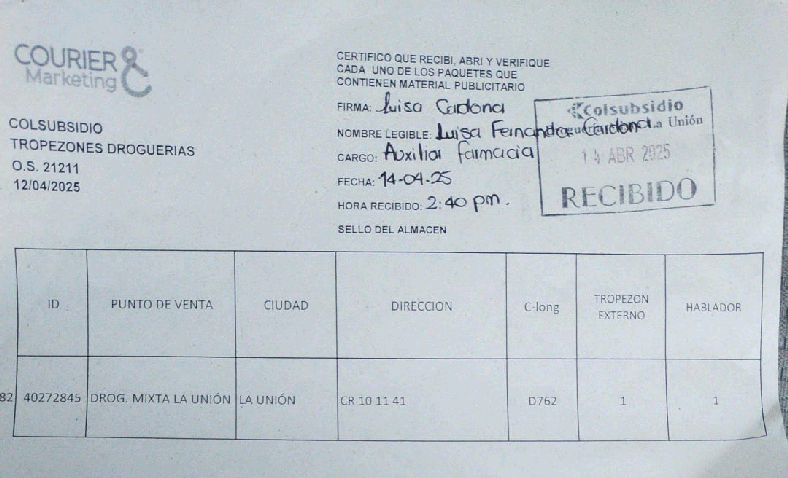 COURIER
Marketing
COLSUBSIDIO
TROPEZONES DROGUERIAS
O.S. 21211
12/04/2025
CERTIFICO QUE RECIBI, ABRI Y VERIFIQUE
CADA UNO DE LOS PAQUETES QUE
CONTIENEN MATERIAL PUBLICITARIO
FIRMA: Luisa Cardona
NOMBRE LEGIBLE: Luisa Fernanda Cardona
CARGO: Auxiliar farmacia
FECHA: 14-04-25
HORA RECIBIDO: 2:40 pm.
SELLO DEL ALMACEN
Colsubsidio
La Unión
14 ABR 2025
RECIBIDO
ID PUNTO DE VENTA CIUDAD DIRECCION C-long TROPEZON EXTERNO HABLADOR
82 40272845 DROG. MIXTA LA UNIÓN LA UNIÓN CR 10 11 41 D762 1 1